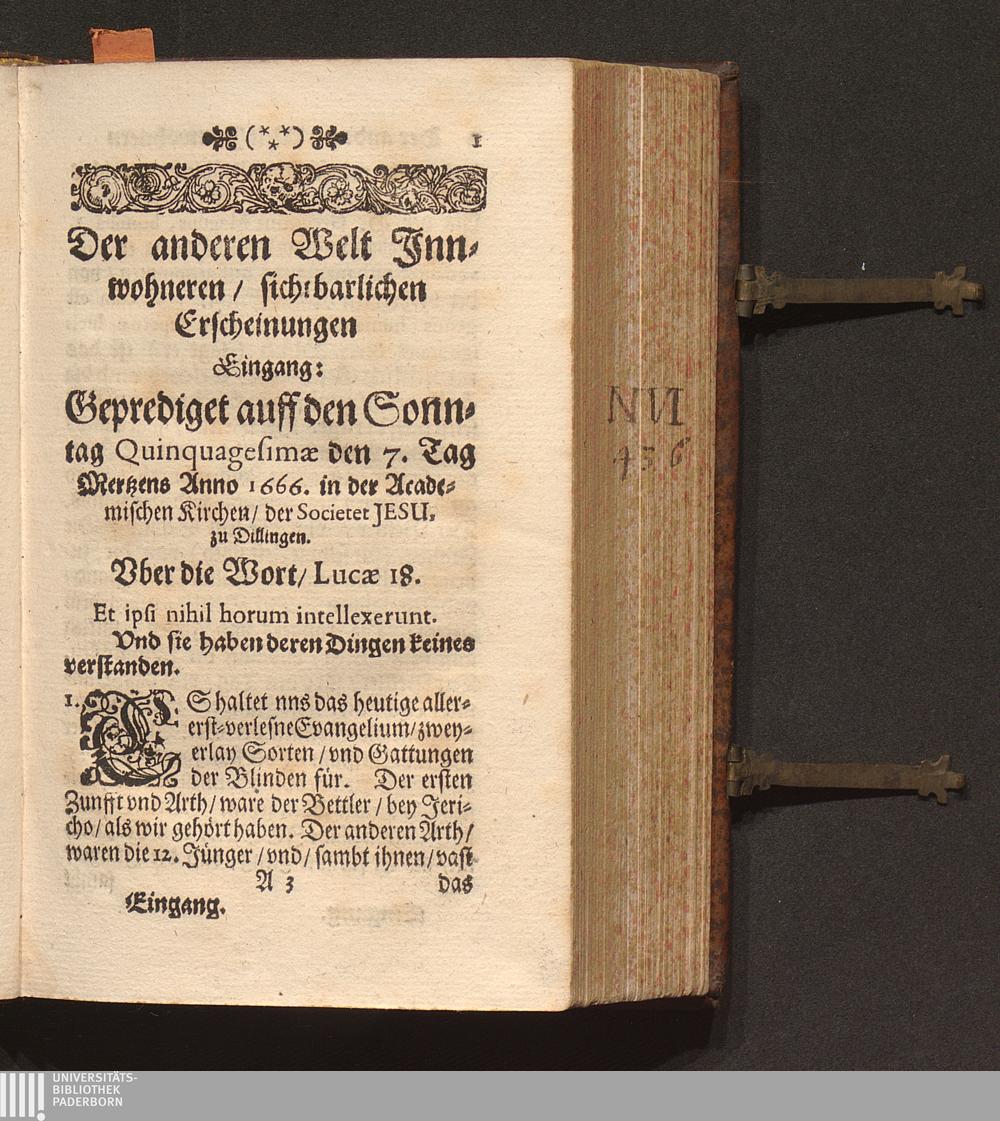 (***) 1
Der anderen Welt Jnn⸗
wohneren / sichtbarlichen
Erscheinungen
Eingang:
Geprediget auff den Sonn⸗
tag Quinquagesimæ den 7. Tag
Mertzens Anno 1666. in der Acade⸗
mischen Kirchen / der Societet JESU,
zu Dillingen.
Vber die Wort / Lucæ 18.
Et ipsi nihil horum intellexerunt.
Vnd sie haben deren Dingen keines
verstanden.
1. ES haltet nns das heutige aller⸗
erst⸗verlesne Evangelium / zwey⸗
erlay Sorten / vnd Gattungen
der Blinden für. Der ersten
Zunfft vnd Arth / ware der Bettler / bey Jeri⸗
cho / als wir gehört haben. Der anderen Arth /
waren die 12. Jünger / vnd / sambt ihnen / vast
A 3 das
Eingang.
NVI
436
UNIVERSITÄTS-
BIBLIOTHEK
PADERBORN